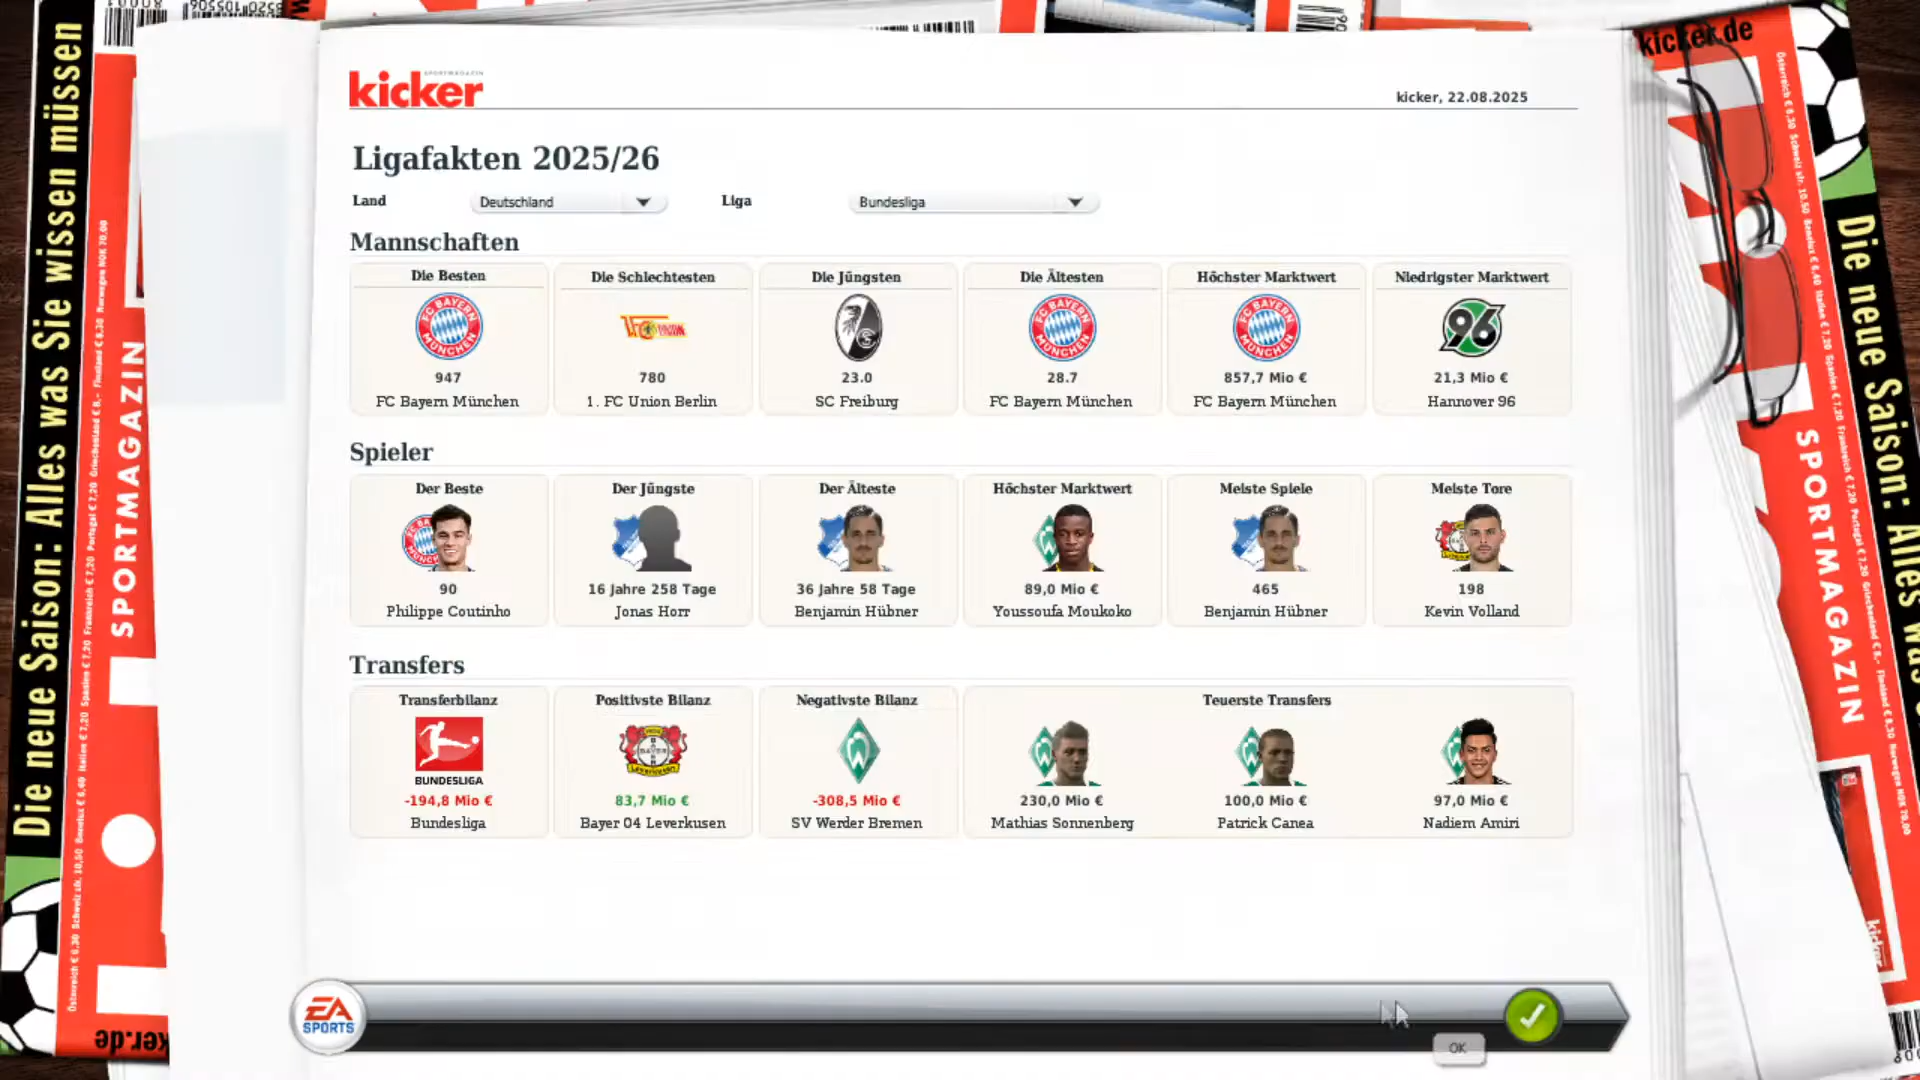 kicker
SPORTMAGAZIN
kicker, 22.08.2025
Ligafakten 2025/26
Land
Deutschland
Liga
Bundesliga
Mannschaften
Die Besten
Die Schlechtesten
Die Jüngsten
Die Ältesten
Höchster Marktwert
Niedrigster Marktwert
947
780
23.0
28.7
857,7 Mio €
21,3 Mio €
FC Bayern München
1. FC Union Berlin
SC Freiburg
FC Bayern München
FC Bayern München
Hannover 96
Spieler
Der Beste
Der Jüngste
Der Älteste
Höchster Marktwert
Meiste Spiele
Meiste Tore
90
16 Jahre 258 Tage
36 Jahre 58 Tage
89,0 Mio €
465
198
Philippe Coutinho
Jonas Horr
Benjamin Hübner
Youssoufa Moukoko
Benjamin Hübner
Kevin Volland
Transfers
Transferbilanz
Positivste Bilanz
Negativste Bilanz
Teuerste Transfers
BUNDESLIGA
-194,8 Mio €
83,7 Mio €
-308,5 Mio €
230,0 Mio €
100,0 Mio €
97,0 Mio €
Bundesliga
Bayer 04 Leverkusen
SV Werder Bremen
Mathias Sonnenberg
Patrick Canea
Nadiem Amiri
EA
SPORTS
OK
Die neue Saison: Alles was Sie wissen müssen
SPORTMAGAZIN
kicker.de
Die neue Saison: Alles was
SPORTMAGAZIN